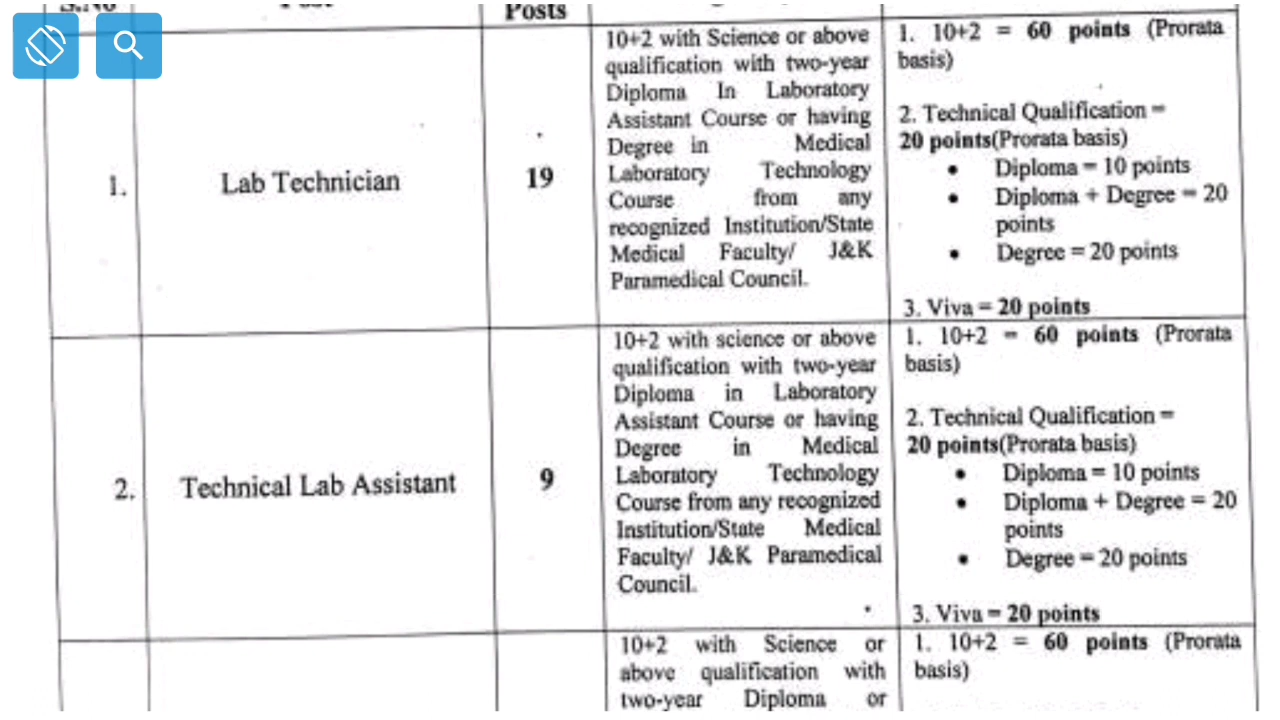 S.No
Post
Posts
1.
Lab Technician
19
10+2 with Science or above
qualification with two-year
Diploma In Laboratory
Assistant Course or having
Degree in Medical
Laboratory Technology
Course from any
recognized Institution/State
Medical Faculty/ J&K
Paramedical Council.
1. 10+2 = 60 points (Prorata
basis)
2. Technical Qualification =
20 points(Prorata basis)
• Diploma = 10 points
• Diploma + Degree = 20
points
• Degree = 20 points
3. Viva = 20 points
2.
Technical Lab Assistant
9
10+2 with science or above
qualification with two-year
Diploma in Laboratory
Assistant Course or having
Degree in Medical
Laboratory Technology
Course from any recognized
Institution/State Medical
Faculty/ J&K Paramedical
Council.
1. 10+2 = 60 points (Prorata
basis)
2. Technical Qualification =
20 points(Prorata basis)
• Diploma = 10 points
• Diploma + Degree = 20
points
• Degree = 20 points
3. Viva = 20 points
10+2 with Science or
above qualification with
two-year Diploma or
1. 10+2 = 60 points (Prorata
basis)